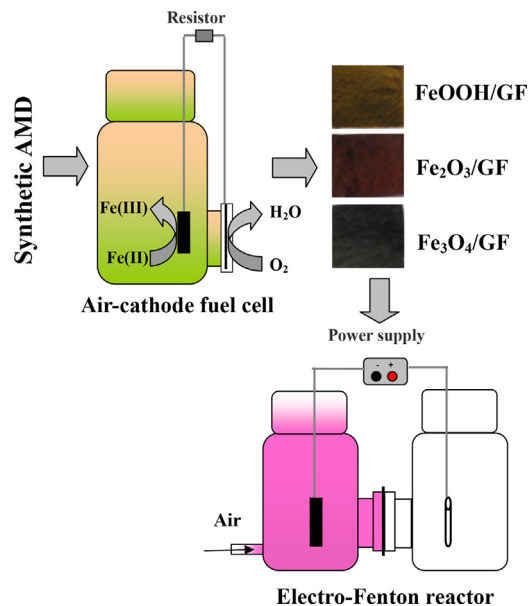 Resistor
Synthetic AMD
Fe(III)
Fe(II)
H₂O
O₂
Air-cathode fuel cell
FeOOH/GF
Fe₂O₃/GF
Fe₃O₄/GF
Power supply
- +
Air
Electro-Fenton reactor